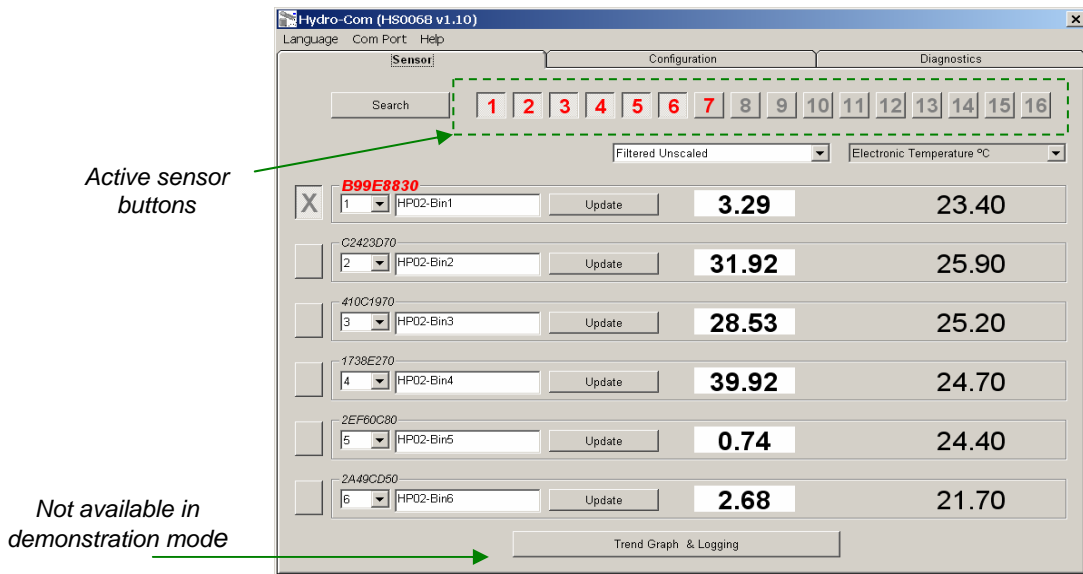 Hydro-Com (HS0068 v1.10)
Language Com Port Help
Sensor Configuration Diagnostics
Search 1 2 3 4 5 6 7 8 9 10 11 12 13 14 15 16
Filtered Unscaled Electronic Temperature ºC
Active sensor
buttons
B99E8830
X 1 HP02-Bin1 Update 3.29 23.40
C2423D70
2 HP02-Bin2 Update 31.92 25.90
410C1970
3 HP02-Bin3 Update 28.53 25.20
1738E270
4 HP02-Bin4 Update 39.92 24.70
2EF60C80
5 HP02-Bin5 Update 0.74 24.40
2A49CD50
6 HP02-Bin6 Update 2.68 21.70
Not available in
demonstration mode
Trend Graph & Logging